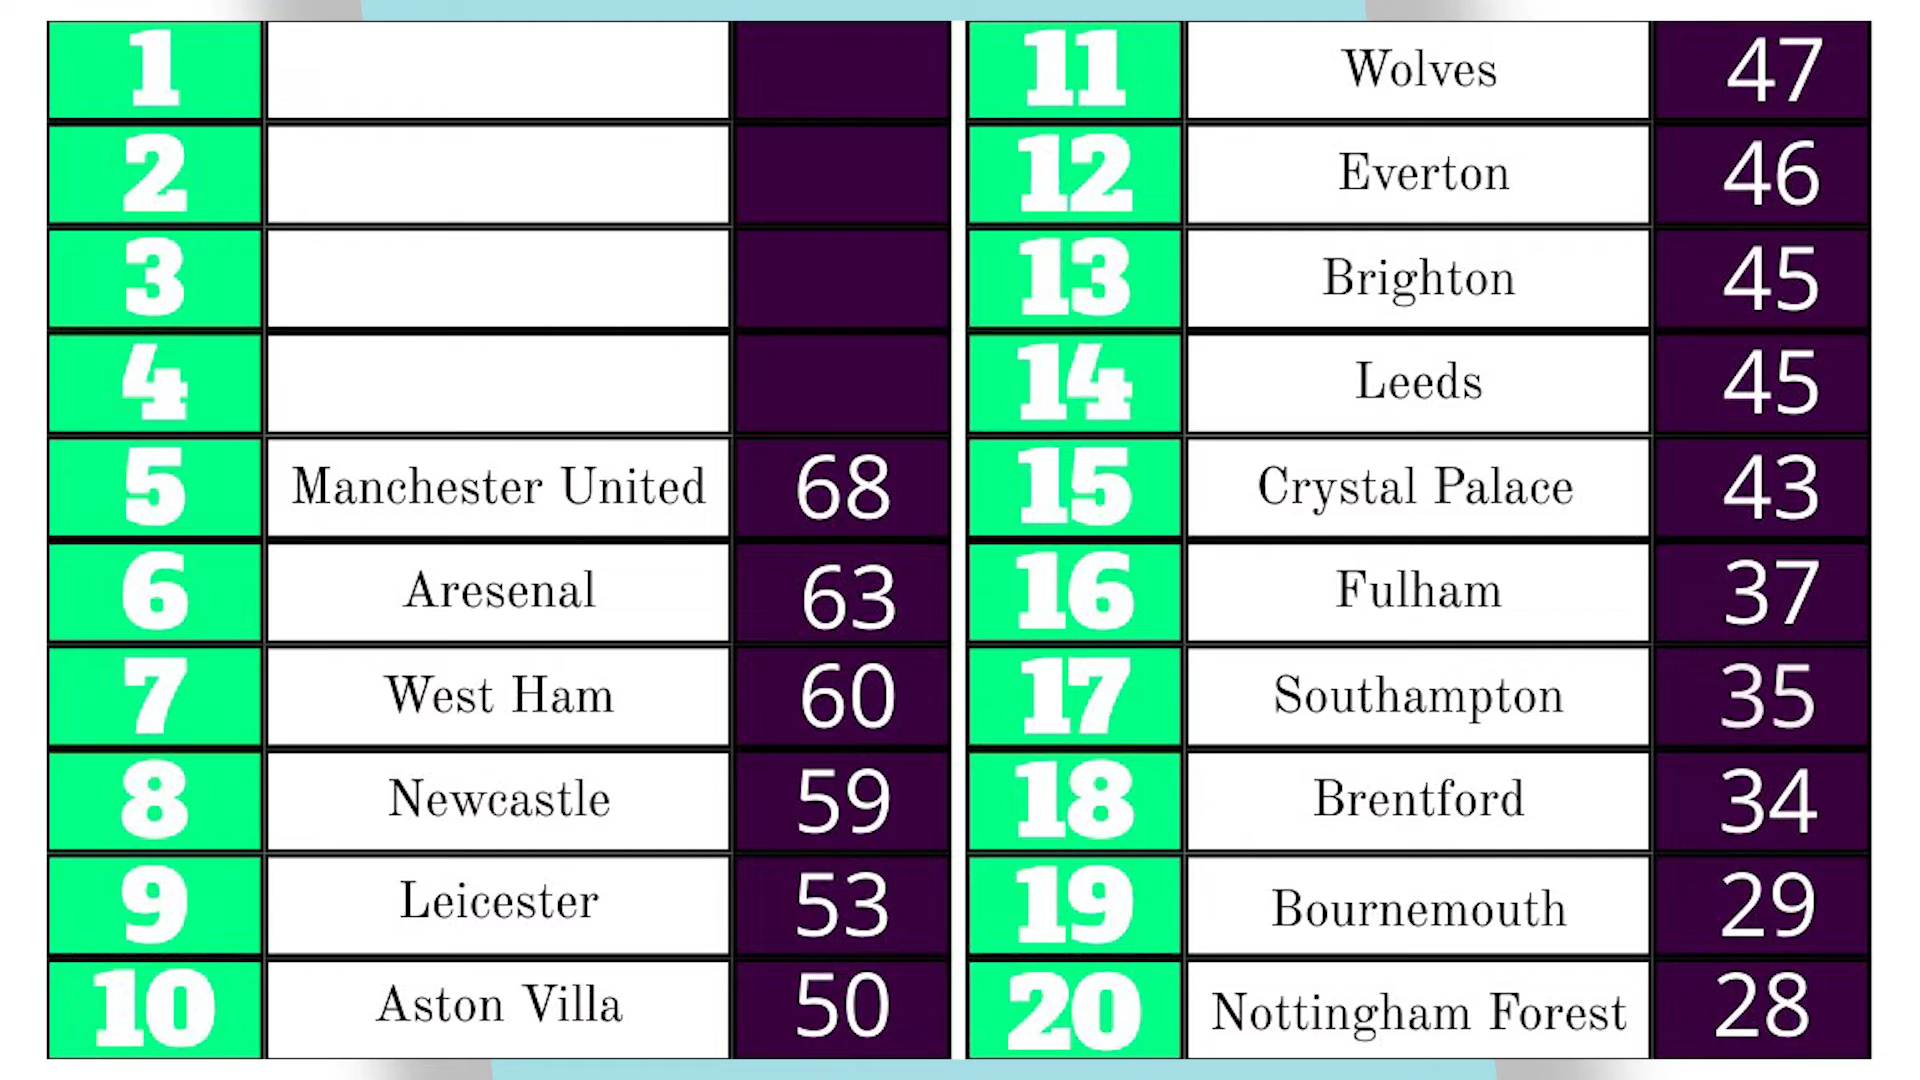 1
2
3
4
5 Manchester United 68
6 Aresenal 63
7 West Ham 60
8 Newcastle 59
9 Leicester 53
10 Aston Villa 50
11 Wolves 47
12 Everton 46
13 Brighton 45
14 Leeds 45
15 Crystal Palace 43
16 Fulham 37
17 Southampton 35
18 Brentford 34
19 Bournemouth 29
20 Nottingham Forest 28